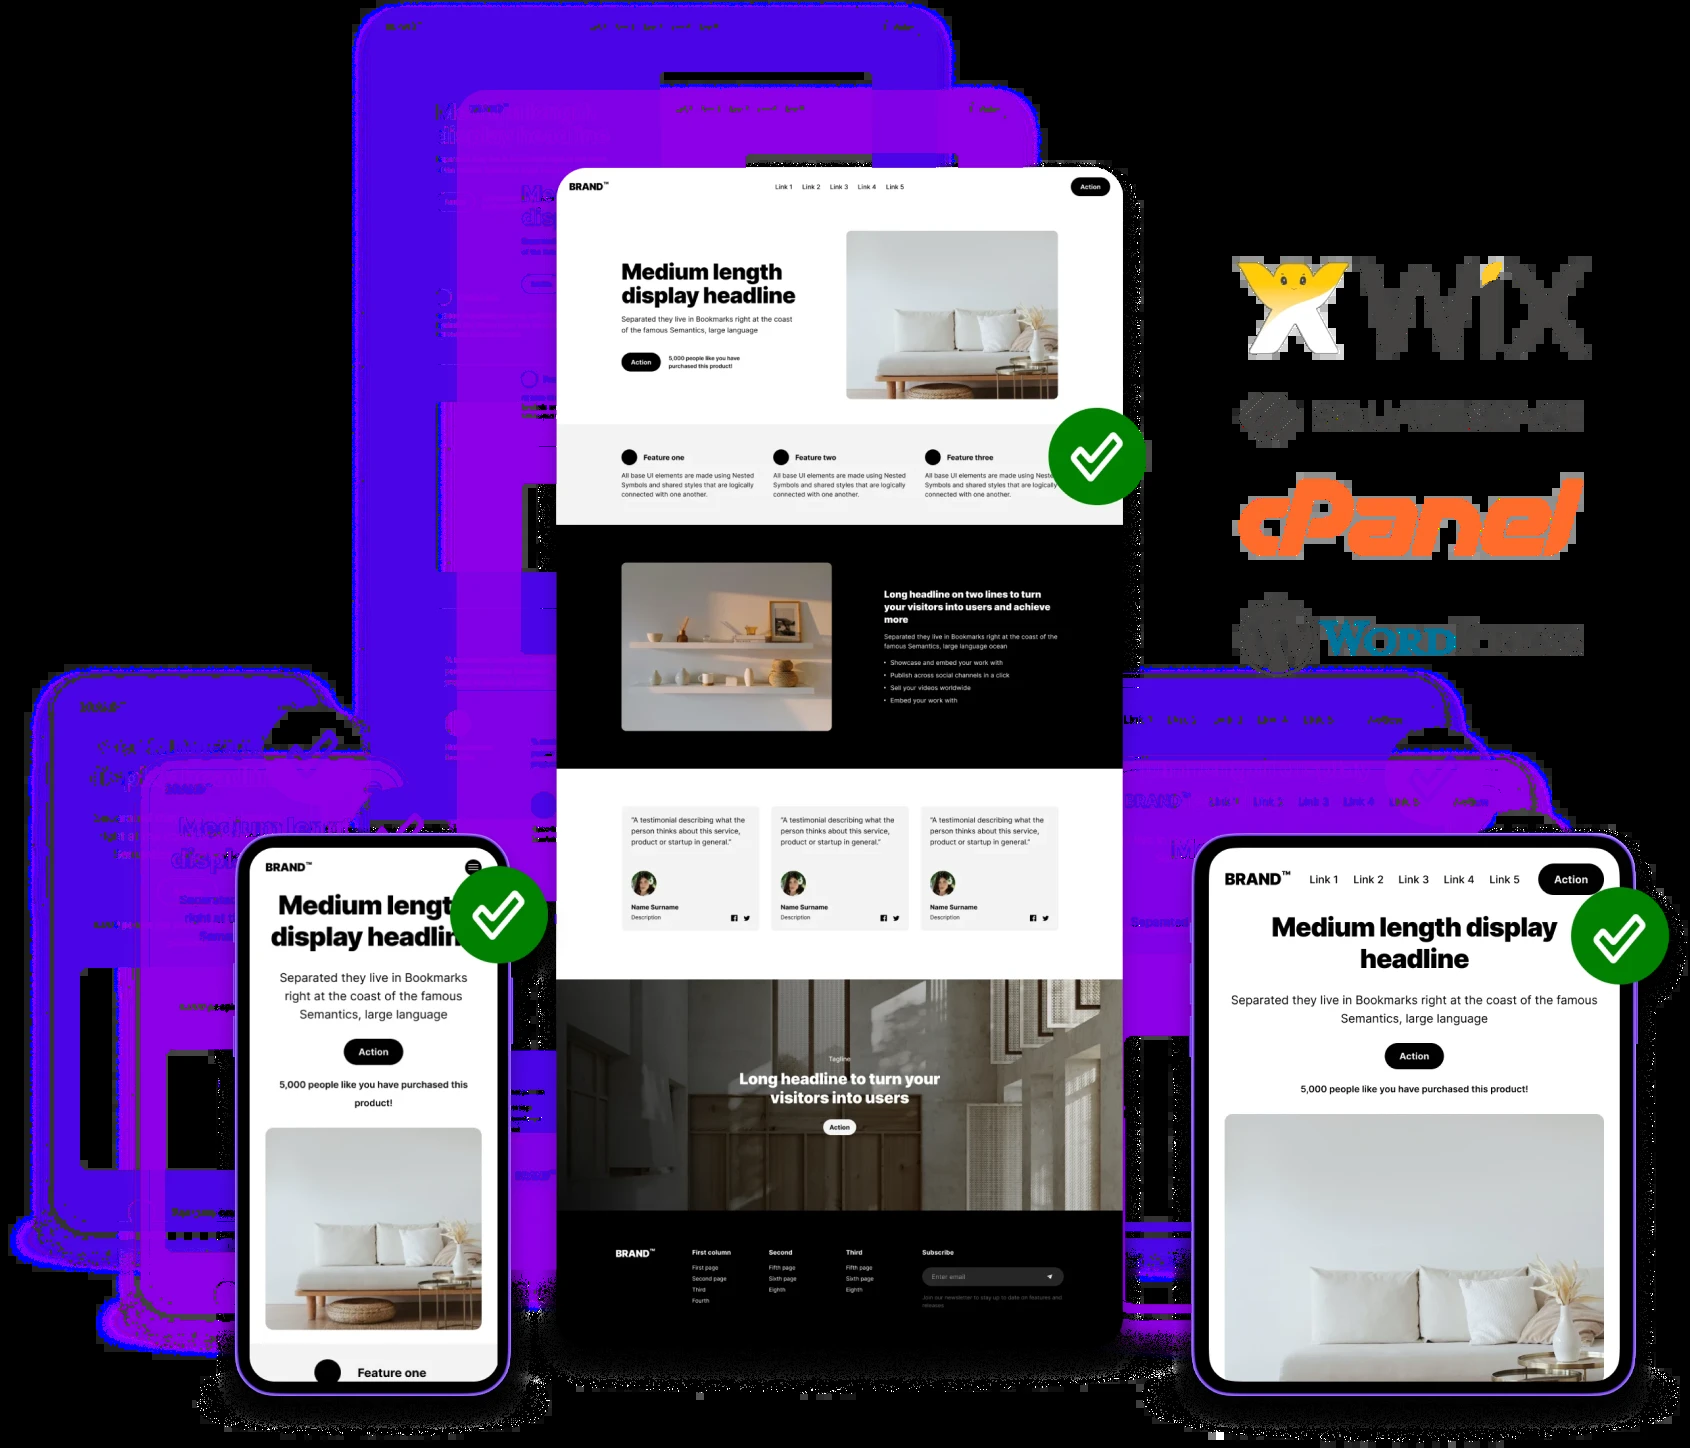 BRAND™
Link 1 Link 2 Link 3 Link 4 Link 5
Action
Medium length
display headline
Separated they live in Bookmarks right at the coast
of the famous Semantics, large language
Action
5,000 people like you have
purchased this product!
Feature one
All base UI elements are made using Nested
Symbols and shared styles that are logically
connected with one another.
Feature two
All base UI elements are made using Nested
Symbols and shared styles that are logically
connected with one another.
Feature three
All base UI elements are made using Nested
Symbols and shared styles that are logically
connected with one another.
Long headline on two lines to turn
your visitors into users and achieve
more
Separated they live in Bookmarks right at the coast of the
famous Semantics, large language ocean
• Showcase and embed your work with
• Publish across social channels in a click
• Sell your videos worldwide
• Embed your work with
"A testimonial describing what the
person thinks about this service,
product or startup in general."
Name Surname
Description
"A testimonial describing what the
person thinks about this service,
product or startup in general."
Name Surname
Description
"A testimonial describing what the
person thinks about this service,
product or startup in general."
Name Surname
Description
Tagline
Long headline to turn your
visitors into users
Action
BRAND™
First column
First page
Second page
Third
Fourth
Second
Fifth page
Sixth page
Eighth
Third
Fifth page
Sixth page
Eighth
Subscribe
Enter email
Join our newsletter to stay up to date on features and
releases
WiX
cPanel
WORD
BRAND™
Medium lengt
display headlin
Separated they live in Bookmarks
right at the coast of the famous
Semantics, large language
Action
5,000 people like you have purchased this
product!
Feature one
BRAND™ Link 1 Link 2 Link 3 Link 4 Link 5 Action
Medium length display
headline
Separated they live in Bookmarks right at the coast of the famous
Semantics, large language
Action
5,000 people like you have purchased this product!